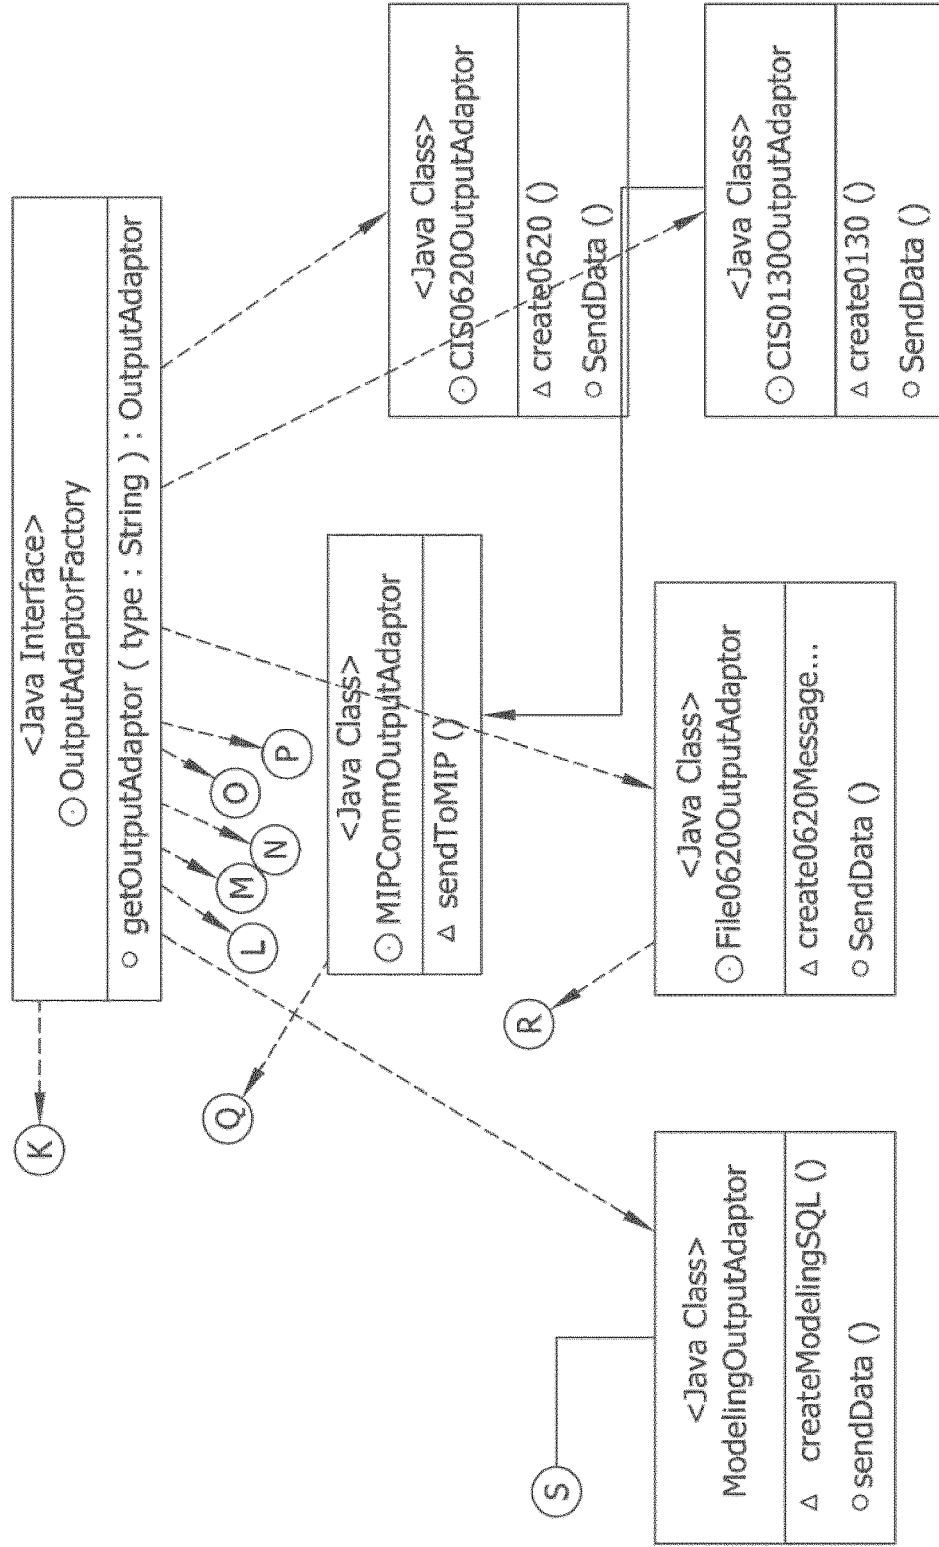 <Java Interface>
OutputAdaptorFactory
getOutputAdaptor ( type : String ) : OutputAdaptor
K
L
M
N
O
P
Q
<Java Class>
MIPCommOutputAdaptor
sendToMIP ()
<Java Class>
CIS0620OutputAdaptor
create0620 ()
SendData ()
R
S
<Java Class>
ModelingOutputAdaptor
createModelingSQL ()
sendData ()
<Java Class>
File0620OutputAdaptor
create0620Message...
SendData ()
<Java Class>
CIS0130OutputAdaptor
create0130 ()
SendData ()